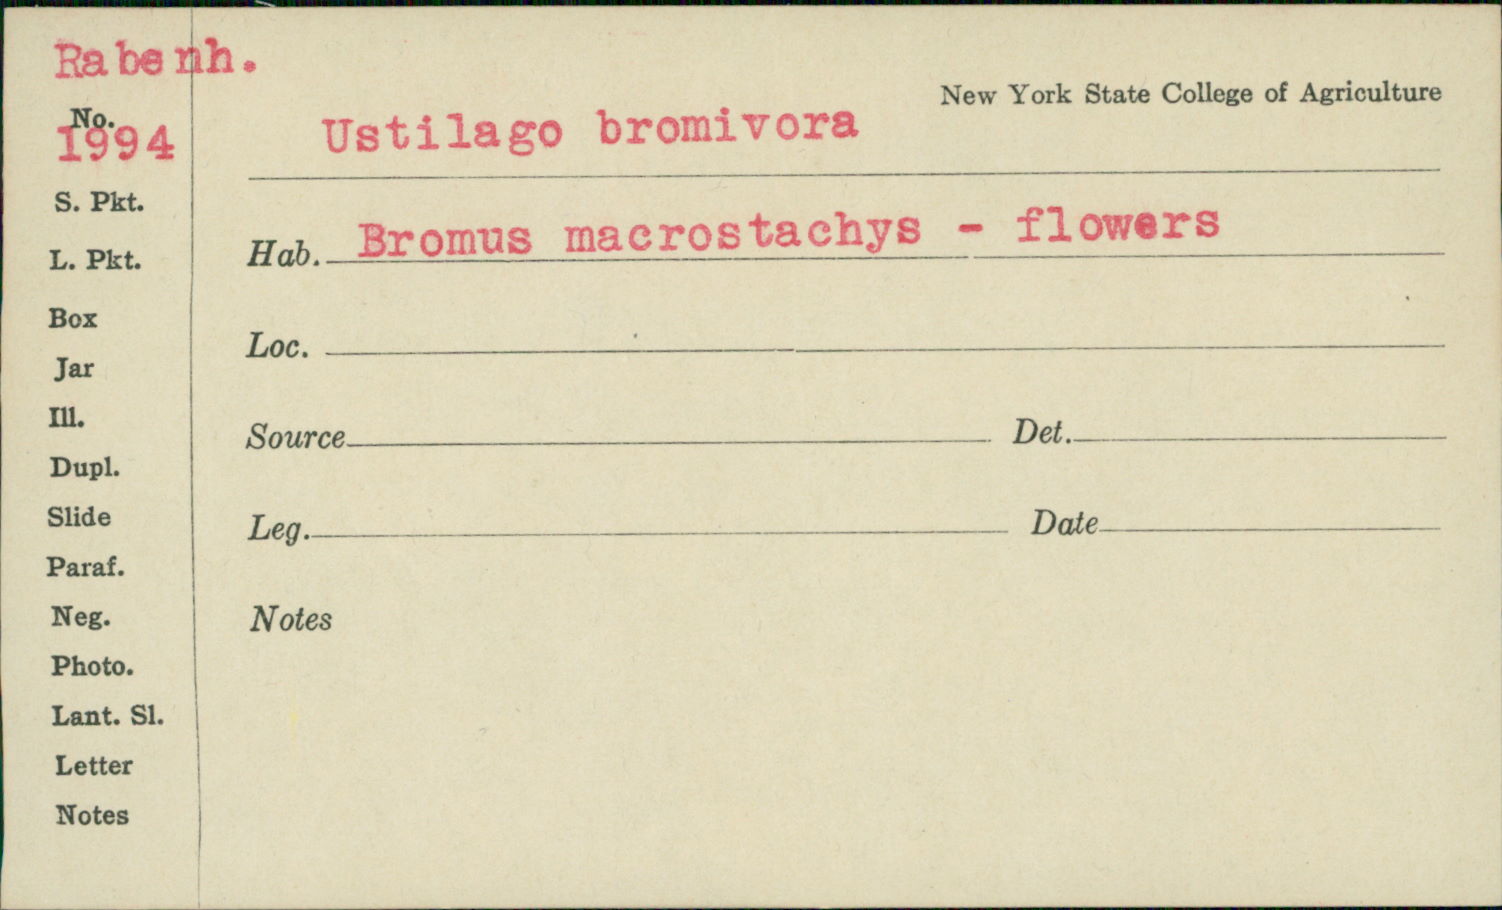 Rabenh.
No.
1994
S. Pkt.
L. Pkt.
Box
Jar
Ill.
Dupl.
Slide
Paraf.
Neg.
Photo.
Lant. Sl.
Letter
Notes
New York State College of Agriculture
Ustilago bromivora
Hab. Bromus macrostachys - flowers
Loc.
Source Det.
Leg. Date
Notes